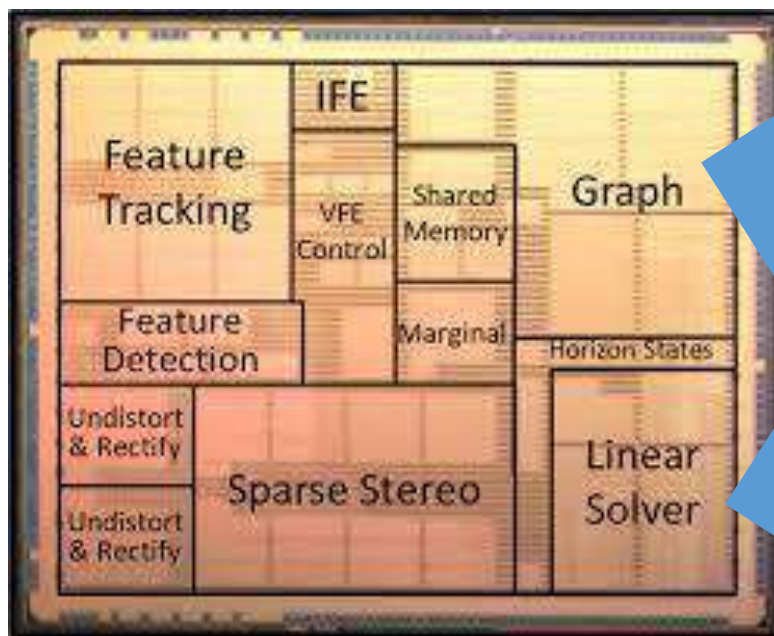 Feature
Tracking
IFE
VFE
Control
Shared
Memory
Graph
Feature
Detection
Marginal
Horizon States
Undistort
& Rectify
Sparse Stereo
Linear
Solver
Undistort
& Rectify